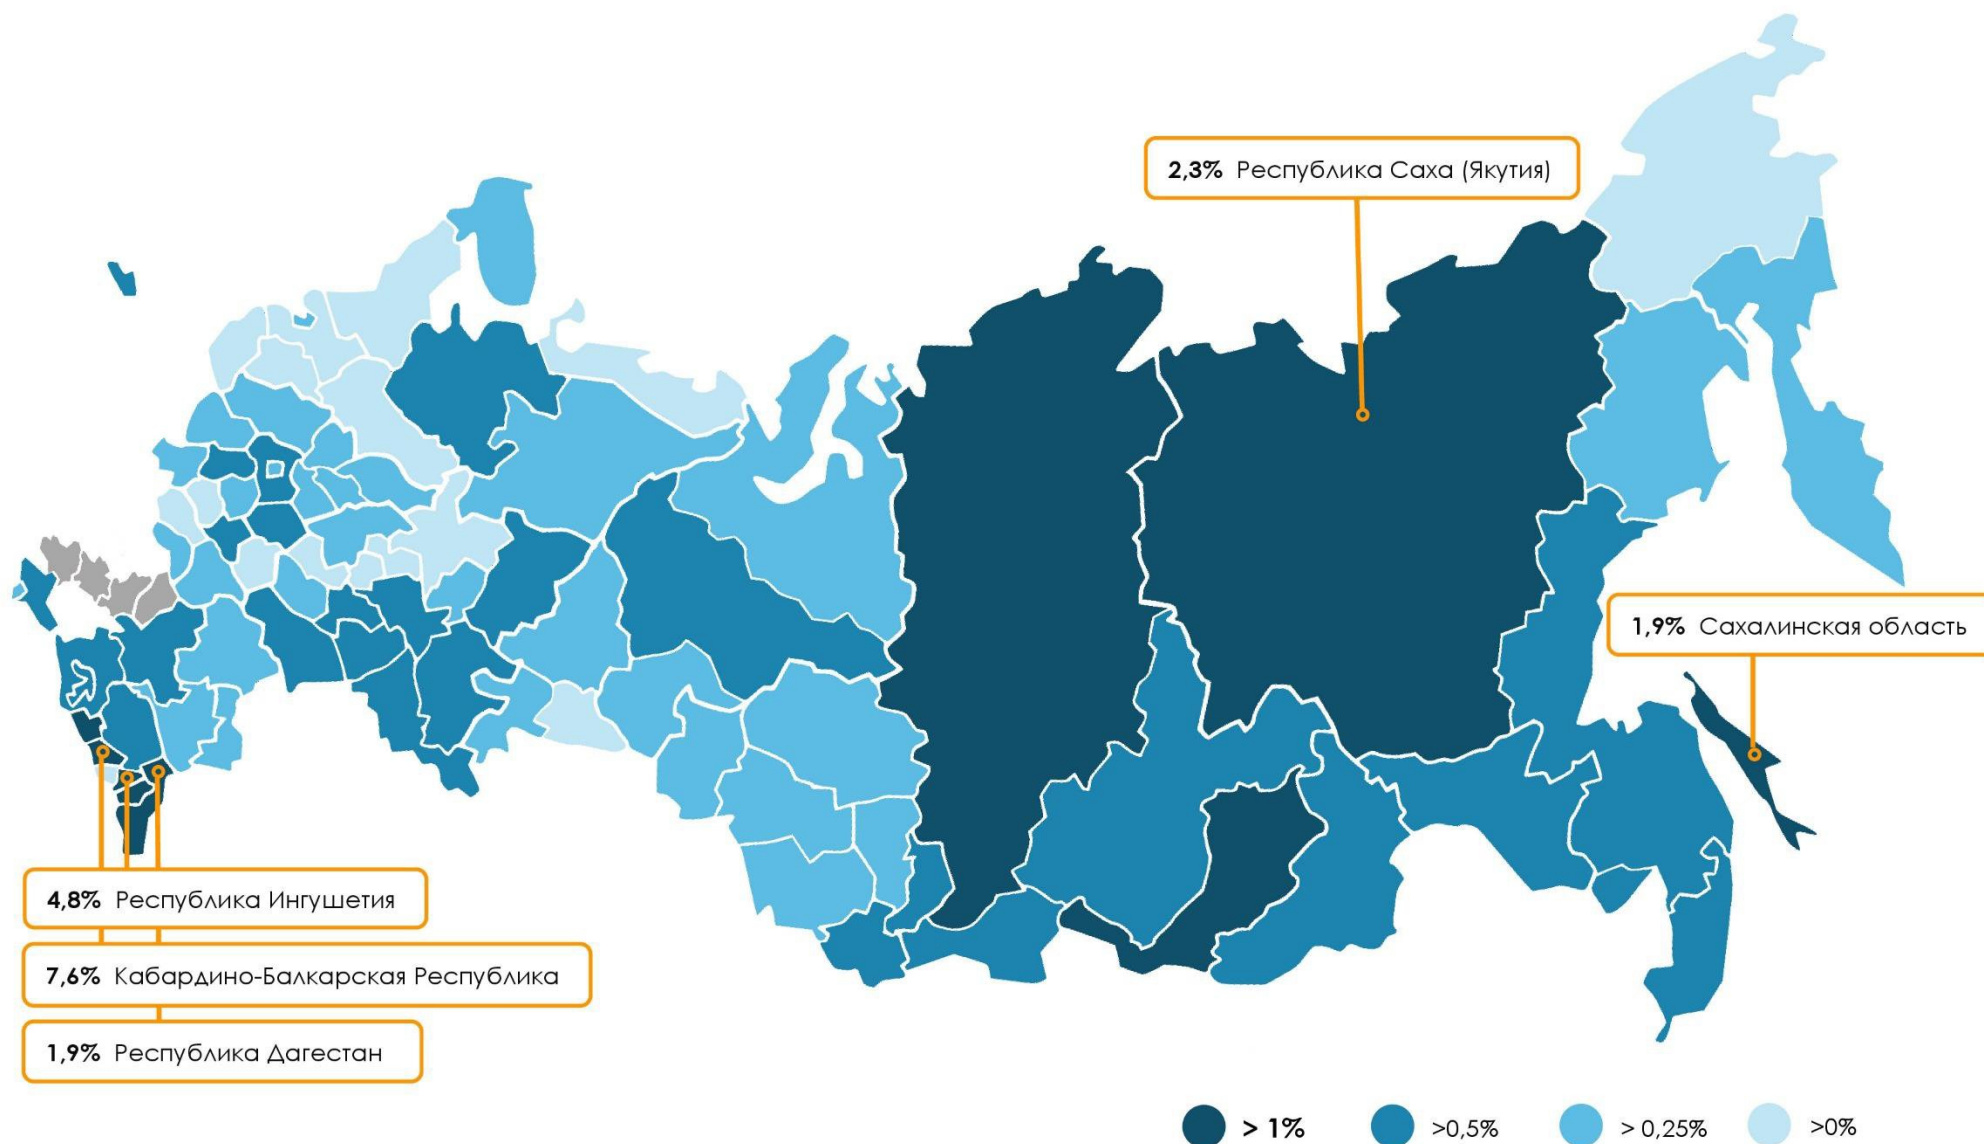 2,3% Республика Саха (Якутия)
1,9% Сахалинская область
4,8% Республика Ингушетия
7,6% Кабардино-Балкарская Республика
1,9% Республика Дагестан
> 1% >0,5% > 0,25% >0%